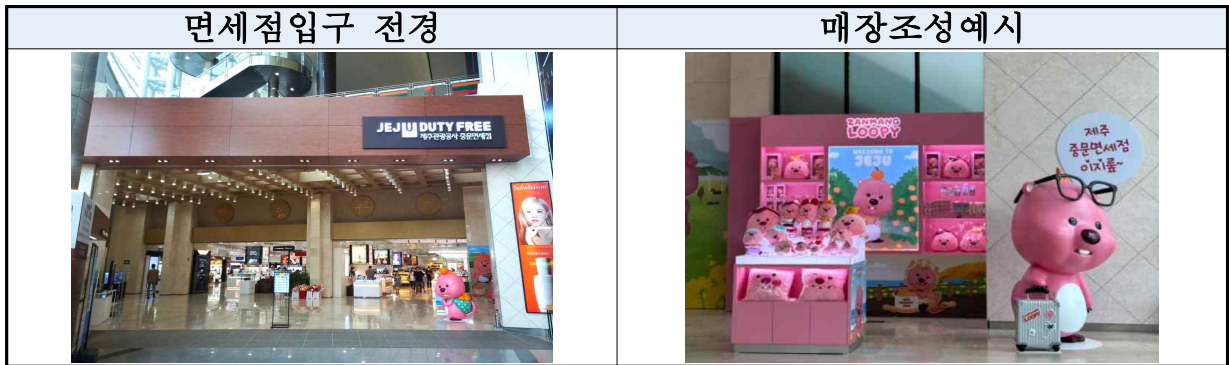 면세점입구 전경
매장조성예시
JEJU DUTY FREE
제주관광공사 중문면세점
ZANMANG
LOOPY
WELCOME TO
JEJU
제주
중문면세점
이지롶~
LOOPY